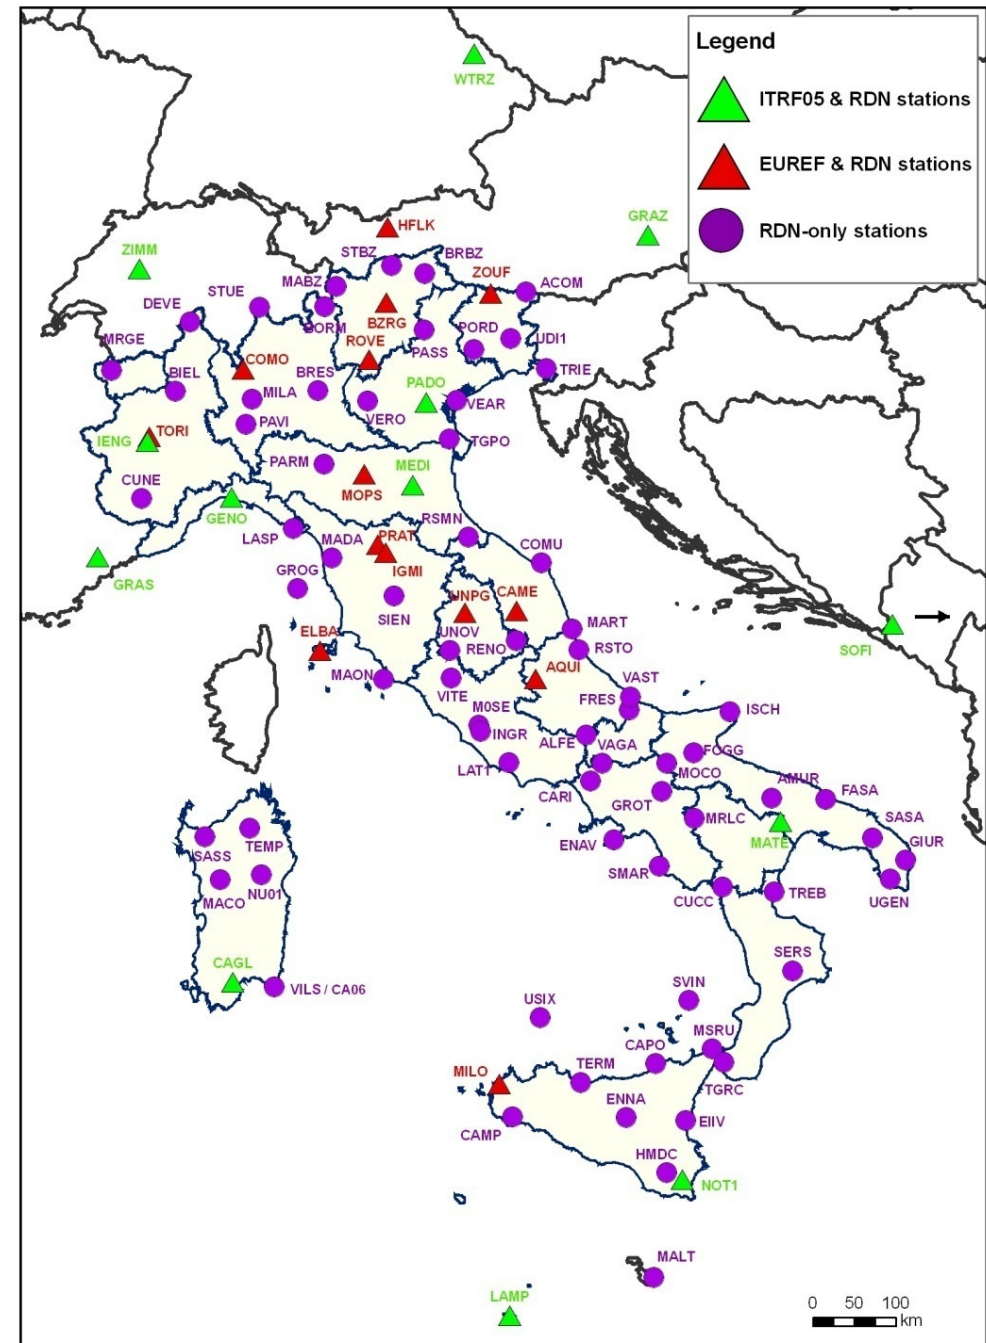 Legend
ITRF05 & RDN stations
EUREF & RDN stations
RDN-only stations
WTRZ
GRAZ
HFLK
ZIMM
STBZ
BRBZ
MABZ
ZOUF
ACOM
DEVE
STUE
BORM
BZRG
PORD
UDI1
MRGE
ROVE
PASS
COMO
TRIE
BIEL
BRES
PADO
MILA
VERO
VEAR
PAVI
TORI
IENG
TGPO
PARM
MEDI
CUNE
MOPS
GENO
RSMN
LASP
MADA
PRAT
COMU
GROG
IGMI
GRAS
SIEN
UNPG
CAME
MART
ELBA
UNOV
RENO
RSTO
SOFI
AQUI
MAON
VITE
VAST
FRES
ISCH
M0SE
INGR
ALFE
VAGA
FOGG
LAT1
MOCO
CARI
GROT
AMUR
FASA
MRLC
SASA
ENAV
MATE
GIUR
SASS
TEMP
SMAR
MACO
NU01
CUCC
TREB
UGEN
SERS
CAGL
VILS / CA06
SVIN
USIX
MSRU
CAPO
TERM
MILO
TGRC
ENNA
CAMP
EIIV
HMDC
NOT1
MALT
LAMP
0 50 100
km